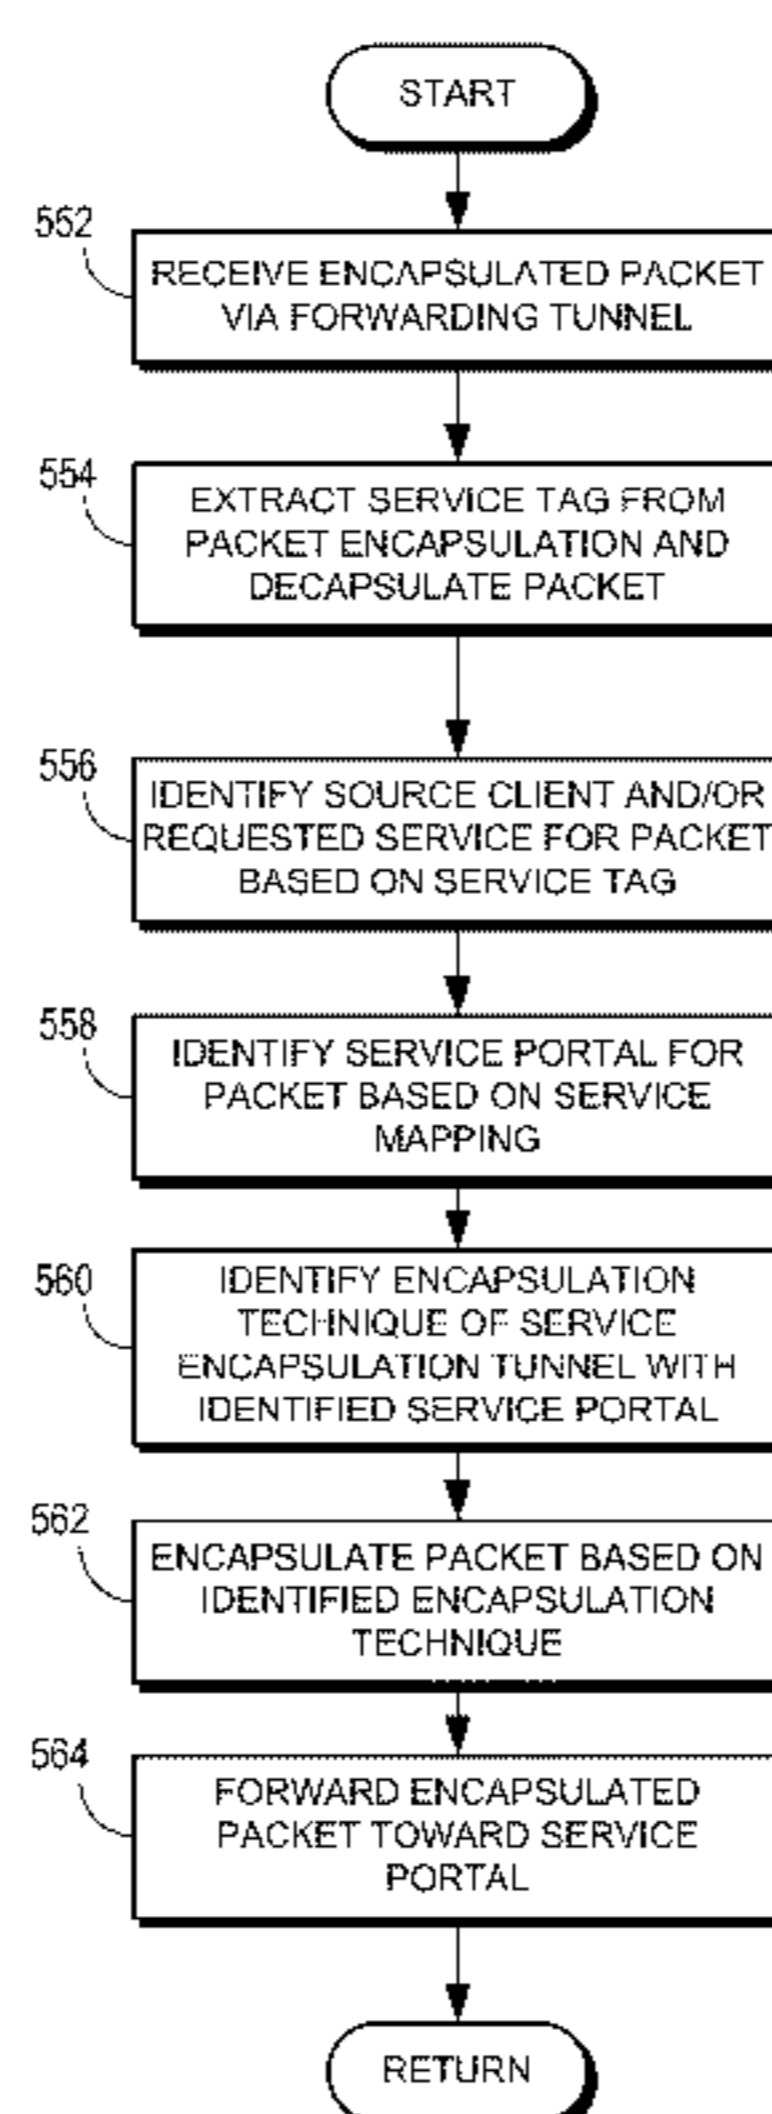 START
552
RECEIVE ENCAPSULATED PACKET
VIA FORWARDING TUNNEL
554
EXTRACT SERVICE TAG FROM
PACKET ENCAPSULATION AND
DECAPSULATE PACKET
556
IDENTIFY SOURCE CLIENT AND/OR
REQUESTED SERVICE FOR PACKET
BASED ON SERVICE TAG
558
IDENTIFY SERVICE PORTAL FOR
PACKET BASED ON SERVICE
MAPPING
560
IDENTIFY ENCAPSULATION
TECHNIQUE OF SERVICE
ENCAPSULATION TUNNEL WITH
IDENTIFIED SERVICE PORTAL
562
ENCAPSULATE PACKET BASED ON
IDENTIFIED ENCAPSULATION
TECHNIQUE
564
FORWARD ENCAPSULATED
PACKET TOWARD SERVICE
PORTAL
RETURN